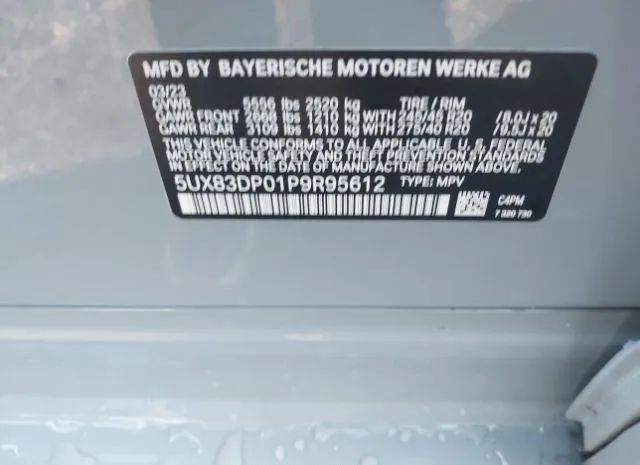 MFD BY BAYERISCHE MOTOREN WERKE AG
03/23
GVWR 5556 lbs 2520 kg TIRE / RIM
GAWR FRONT 2668 lbs 1210 kg WITH 245/45 R20 /8.0J x 20
GAWR REAR 3109 lbs 1410 kg WITH 275/40 R20 /9.5J x 20
THIS VEHICLE CONFORMS TO ALL APPLICABLE U.S. FEDERAL
MOTOR VEHICLE SAFETY AND THEFT PREVENTION STANDARDS
IN EFFECT ON THE DATE OF MANUFACTURE SHOWN ABOVE.
5UX83DP01P9R95612 TYPE: MPV
C4PM
7 320 730